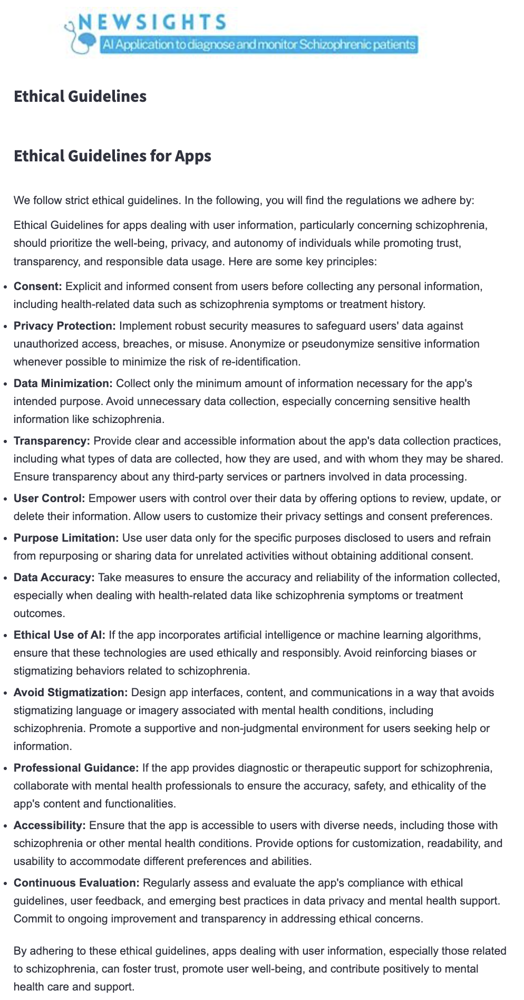 NEWSIGHTS
AI Application to diagnose and monitor Schizophrenic patients
Ethical Guidelines
Ethical Guidelines for Apps
We follow strict ethical guidelines. In the following, you will find the regulations we adhere by:
Ethical Guidelines for apps dealing with user information, particularly concerning schizophrenia,
should prioritize the well-being, privacy, and autonomy of individuals while promoting trust,
transparency, and responsible data usage. Here are some key principles:
• Consent: Explicit and informed consent from users before collecting any personal information,
including health-related data such as schizophrenia symptoms or treatment history.
• Privacy Protection: Implement robust security measures to safeguard users' data against
unauthorized access, breaches, or misuse. Anonymize or pseudonymize sensitive information
whenever possible to minimize the risk of re-identification.
• Data Minimization: Collect only the minimum amount of information necessary for the app's
intended purpose. Avoid unnecessary data collection, especially concerning sensitive health
information like schizophrenia.
• Transparency: Provide clear and accessible information about the app's data collection practices,
including what types of data are collected, how they are used, and with whom they may be shared.
Ensure transparency about any third-party services or partners involved in data processing.
• User Control: Empower users with control over their data by offering options to review, update, or
delete their information. Allow users to customize their privacy settings and consent preferences.
• Purpose Limitation: Use user data only for the specific purposes disclosed to users and refrain
from repurposing or sharing data for unrelated activities without obtaining additional consent.
• Data Accuracy: Take measures to ensure the accuracy and reliability of the information collected,
especially when dealing with health-related data like schizophrenia symptoms or treatment
outcomes.
• Ethical Use of AI: If the app incorporates artificial intelligence or machine learning algorithms,
ensure that these technologies are used ethically and responsibly. Avoid reinforcing biases or
stigmatizing behaviors related to schizophrenia.
• Avoid Stigmatization: Design app interfaces, content, and communications in a way that avoids
stigmatizing language or imagery associated with mental health conditions, including
schizophrenia. Promote a supportive and non-judgmental environment for users seeking help or
information.
• Professional Guidance: If the app provides diagnostic or therapeutic support for schizophrenia,
collaborate with mental health professionals to ensure the accuracy, safety, and ethicality of the
app's content and functionalities.
• Accessibility: Ensure that the app is accessible to users with diverse needs, including those with
schizophrenia or other mental health conditions. Provide options for customization, readability, and
usability to accommodate different preferences and abilities.
• Continuous Evaluation: Regularly assess and evaluate the app's compliance with ethical
guidelines, user feedback, and emerging best practices in data privacy and mental health support.
Commit to ongoing improvement and transparency in addressing ethical concerns.
By adhering to these ethical guidelines, apps dealing with user information, especially those related
to schizophrenia, can foster trust, promote user well-being, and contribute positively to mental
health care and support.